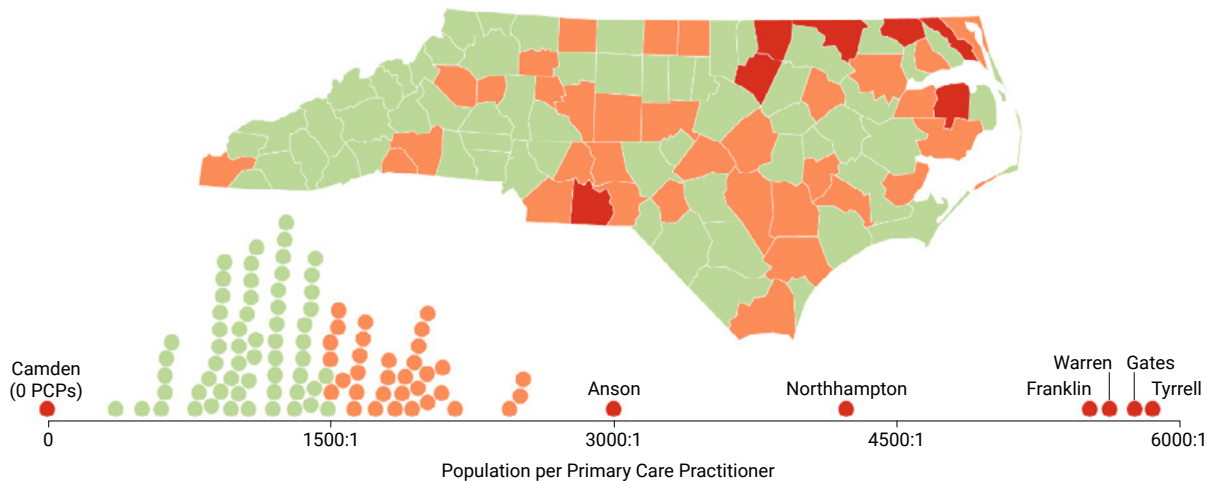 Camden
(0 PCPs)
Anson
Northhampton
Warren
Gates
Franklin
Tyrrell
0
1500:1
3000:1
4500:1
6000:1
Population per Primary Care Practitioner